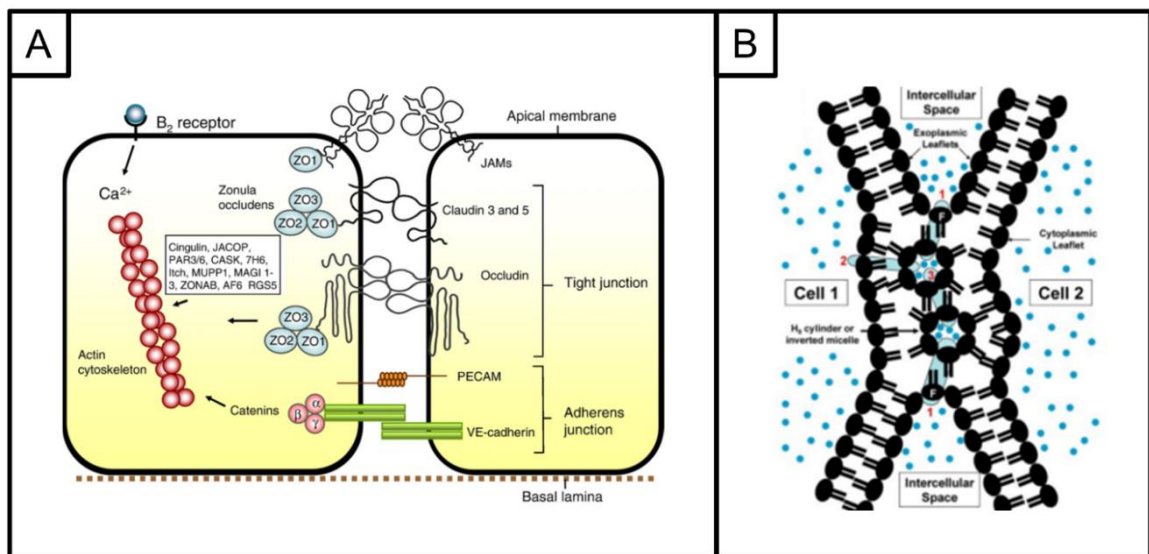 A
B₂ receptor
Ca²⁺
Zonula
occludens
ZO1
ZO3
ZO2
ZO1
Cingulin, JACOP,
PAR3/6, CASK, 7H6,
Itch, MUPP1, MAGI 1-
3, ZONAB, AF6 RGS5
ZO3
ZO2
ZO1
Actin
cytoskeleton
Catenins
α
β
γ
Apical membrane
JAMs
Claudin 3 and 5
Occludin
Tight junction
PECAM
Adherens
junction
VE-cadherin
Basal lamina
B
Intercellular
Space
Exoplasmic
Leaflets
1
F
Cytoplasmic
Leaflet
2
3
Cell 1
Cell 2
H‖ cylinder or
inverted micelle
F
1
Intercellular
Space